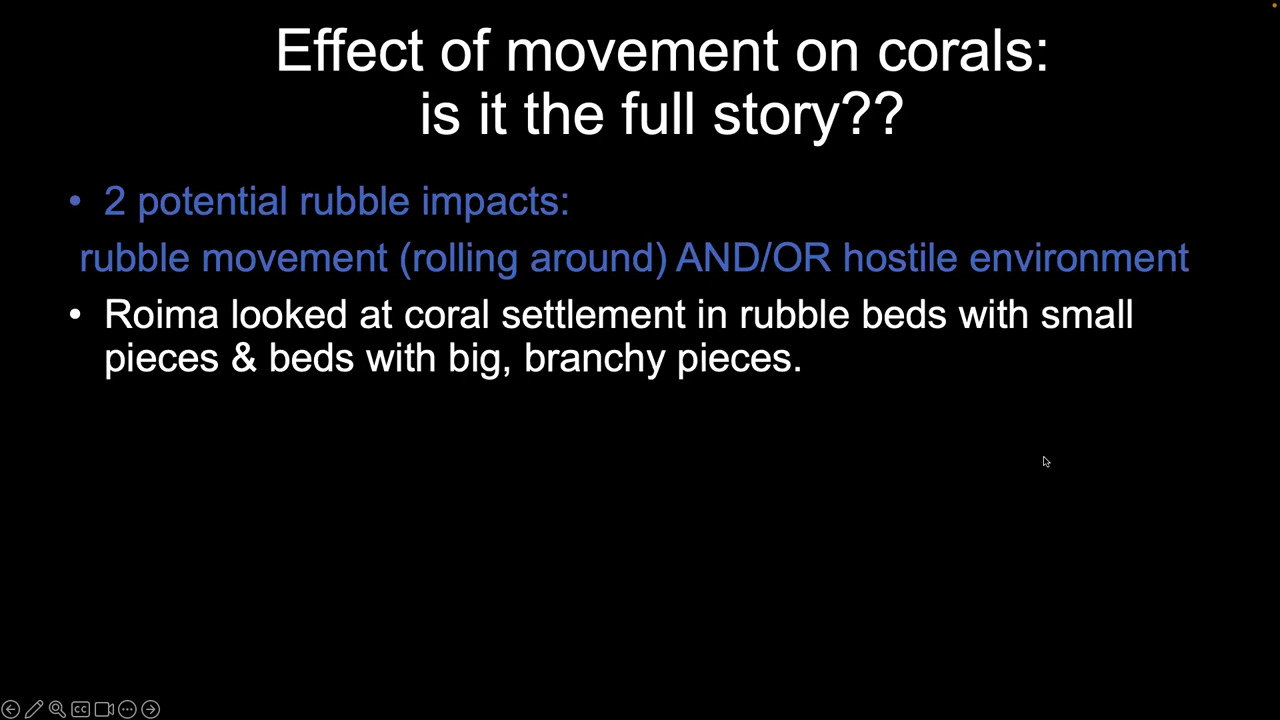 Effect of movement on corals:
is it the full story??
• 2 potential rubble impacts:
rubble movement (rolling around) AND/OR hostile environment
• Roima looked at coral settlement in rubble beds with small
pieces & beds with big, branchy pieces.
CC